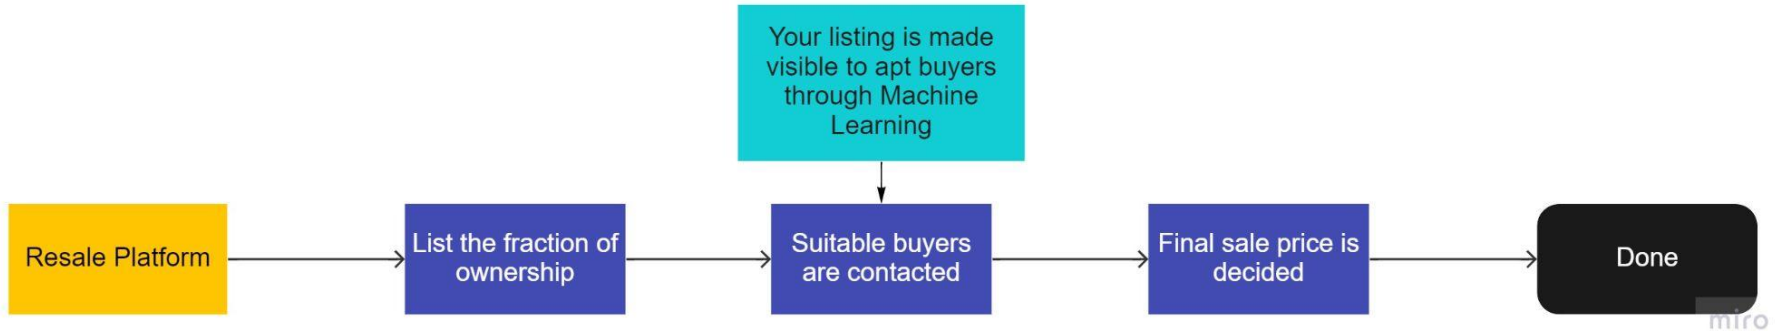 Your listing is made
visible to apt buyers
through Machine
Learning
Resale Platform
List the fraction of
ownership
Suitable buyers
are contacted
Final sale price is
decided
Done
miro